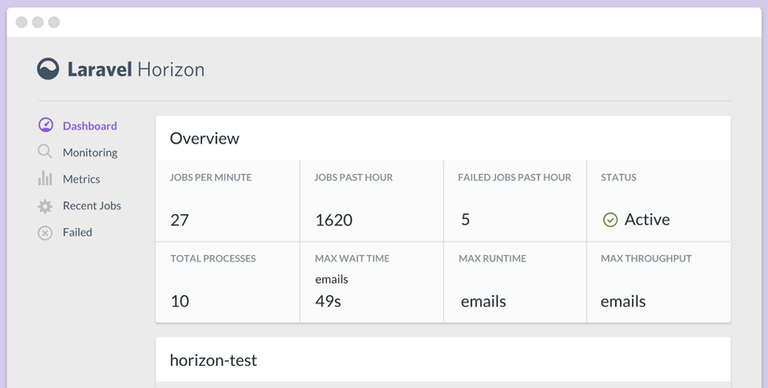 Laravel Horizon
Dashboard
Monitoring
Metrics
Recent Jobs
Failed
Overview
JOBS PER MINUTE
27
JOBS PAST HOUR
1620
FAILED JOBS PAST HOUR
5
STATUS
Active
TOTAL PROCESSES
10
MAX WAIT TIME
emails
49s
MAX RUNTIME
emails
MAX THROUGHPUT
emails
horizon-test